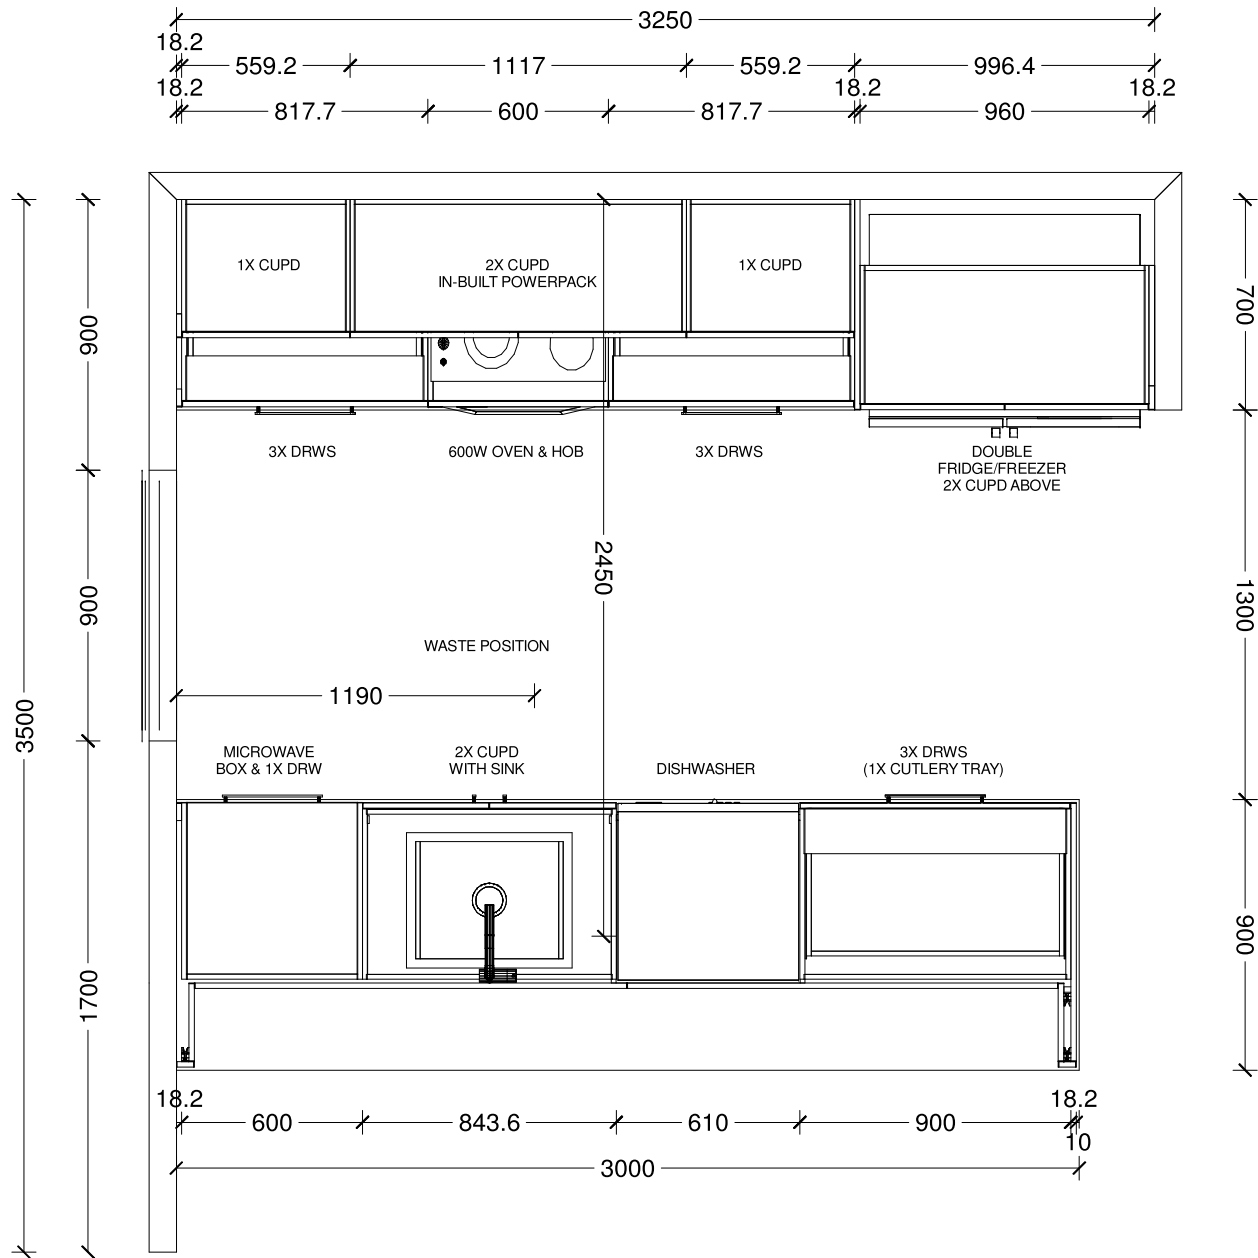 3250
18.2
559.2
1117
559.2
996.4
18.2
18.2
18.2
817.7
600
817.7
960
1X CUPD
2X CUPD
IN-BUILT POWERPACK
1X CUPD
900
700
3X DRWS
600W OVEN & HOB
3X DRWS
DOUBLE
FRIDGE/FREEZER
2X CUPD ABOVE
2450
900
1300
WASTE POSITION
1190
3500
MICROWAVE
BOX & 1X DRW
2X CUPD
WITH SINK
DISHWASHER
3X DRWS
(1X CUTLERY TRAY)
900
1700
18.2
18.2
600
843.6
610
900
10
3000